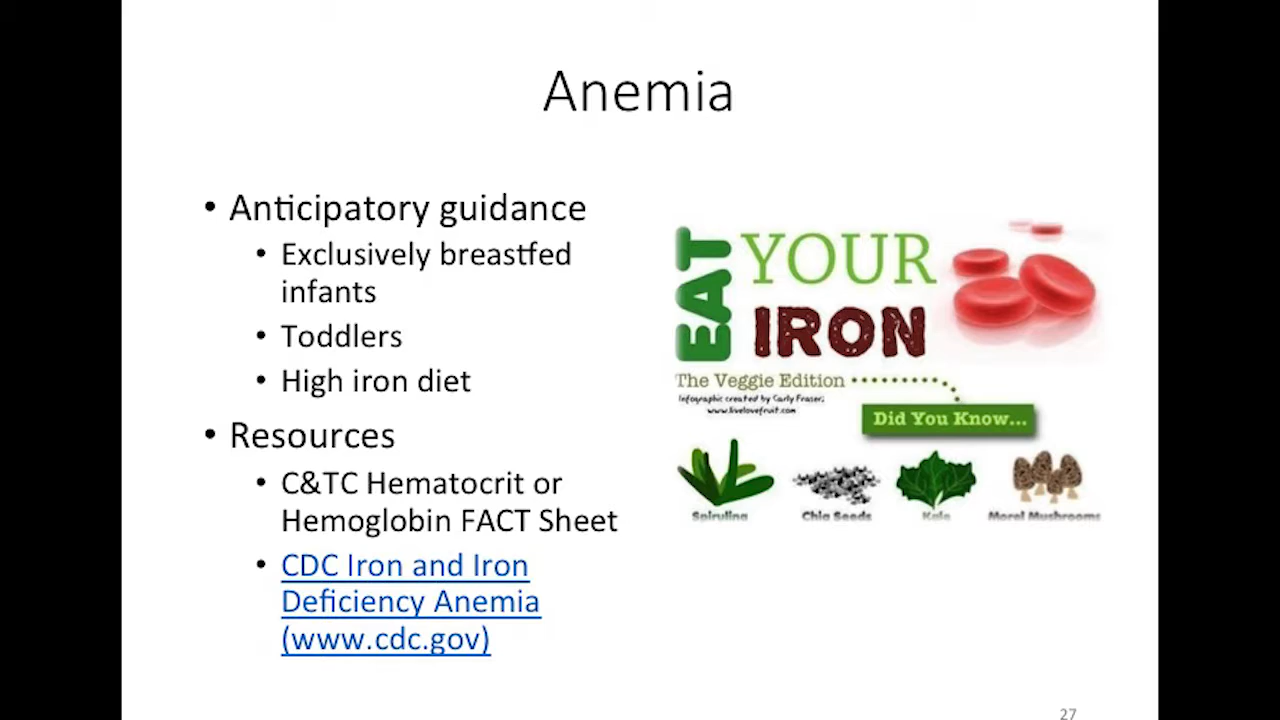 Anemia
• Anticipatory guidance
• Exclusively breastfed
infants
• Toddlers
• High iron diet
• Resources
• C&TC Hematocrit or
Hemoglobin FACT Sheet
• CDC Iron and Iron
Deficiency Anemia
(www.cdc.gov)
EAT YOUR
IRON
The Veggie Edition
Infographic created by Carly Fraser;
www.livelovefruit.com
Did You Know...
Spirulina Chia Seeds Kale Morel Mushrooms
27